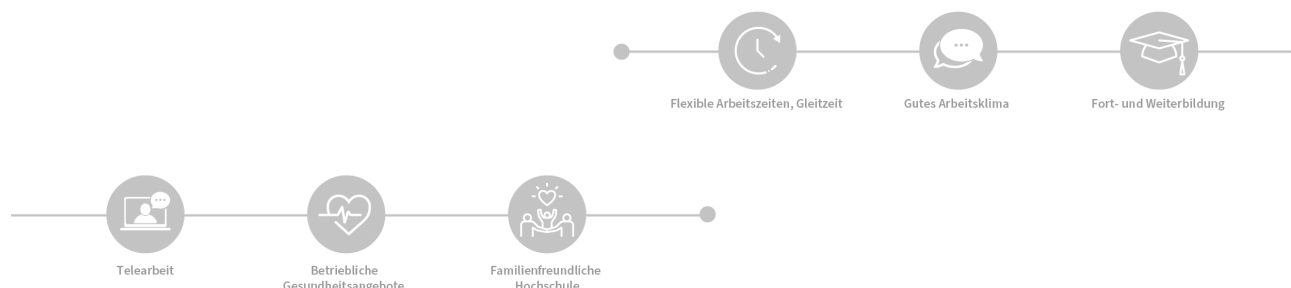 Flexible Arbeitszeiten, Gleitzeit
Gutes Arbeitsklima
Fort- und Weiterbildung
Telearbeit
Betriebliche
Gesundheitsangebote
Familienfreundliche
Hochschule